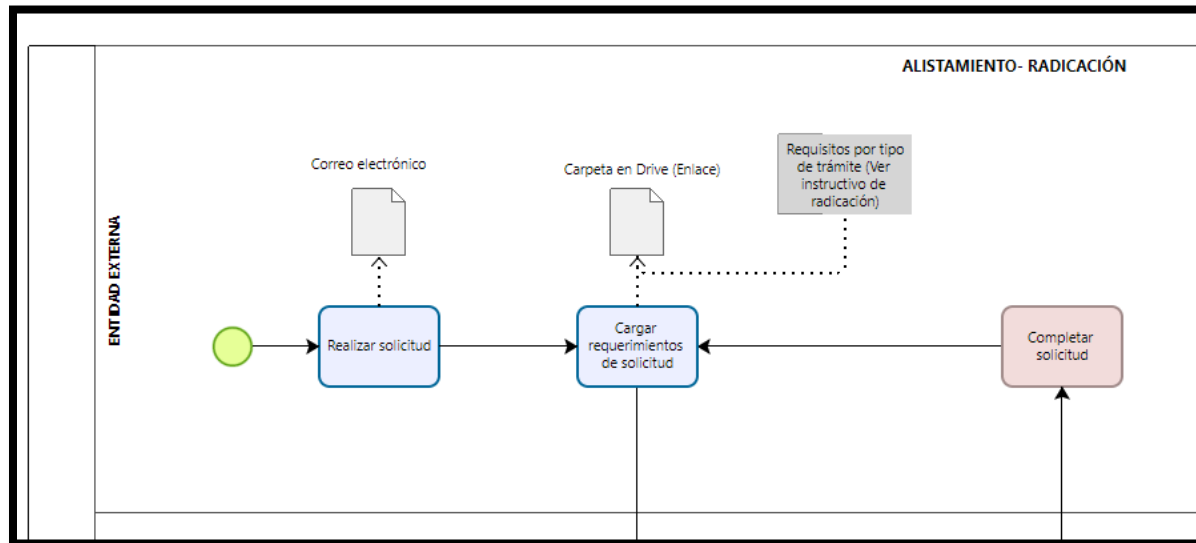 ALISTAMIENTO- RADICACIÓN
ENTIDAD EXTERNA
Correo electrónico
Carpeta en Drive (Enlace)
Requisitos por tipo
de trámite (Ver
instructivo de
radicación)
Realizar solicitud
Cargar
requerimientos
de solicitud
Completar
solicitud